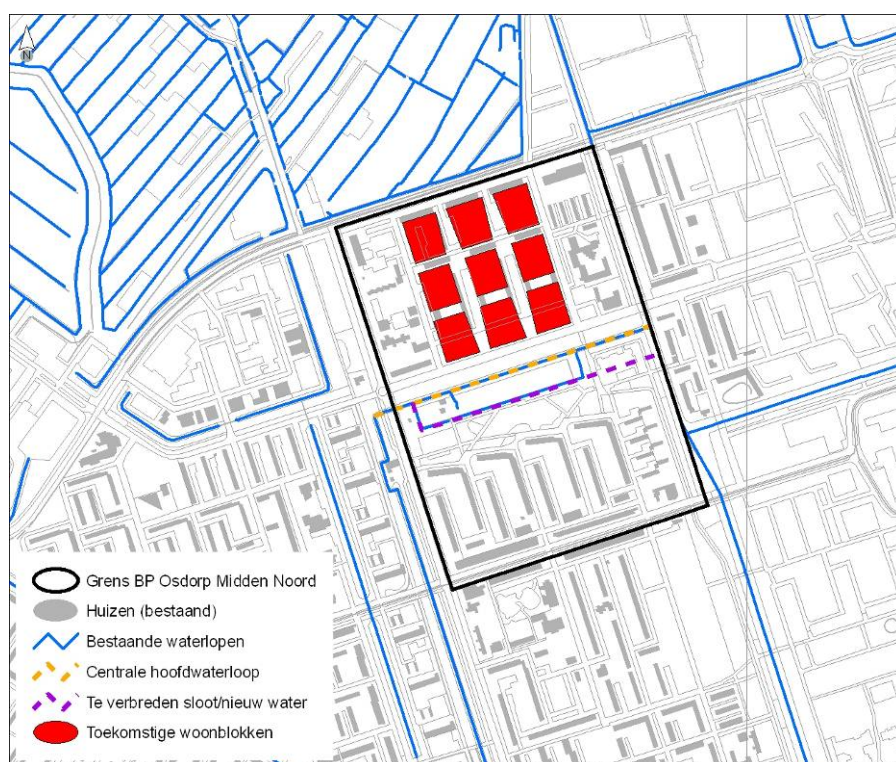 N
Grens BP Osdorp Midden Noord
Huizen (bestaand)
Bestaande waterlopen
Centrale hoofdwaterloop
Te verbreden sloot/nieuw water
Toekomstige woonblokken